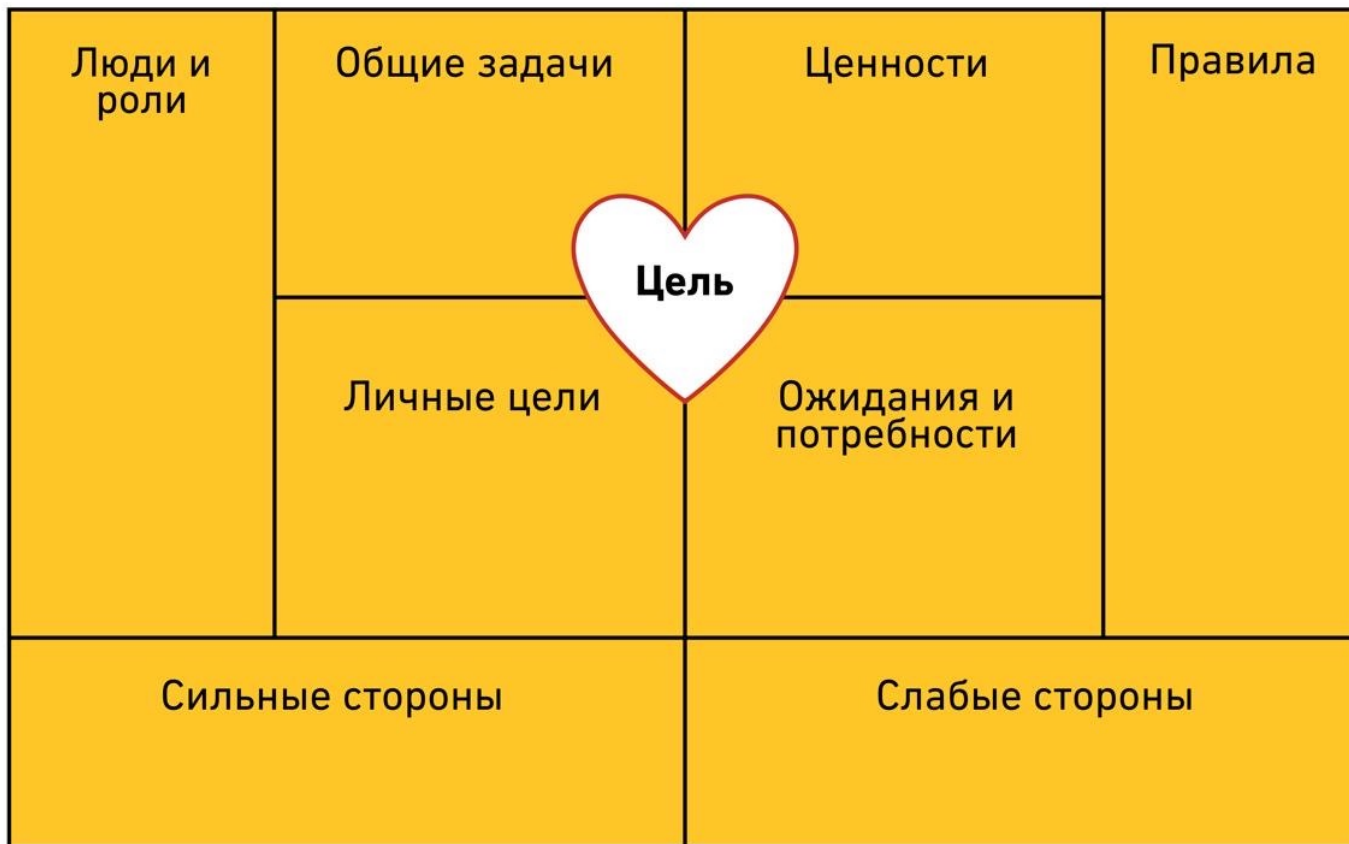 Люди и
роли
Общие задачи
Ценности
Правила
Цель
Личные цели
Ожидания и
потребности
Сильные стороны
Слабые стороны